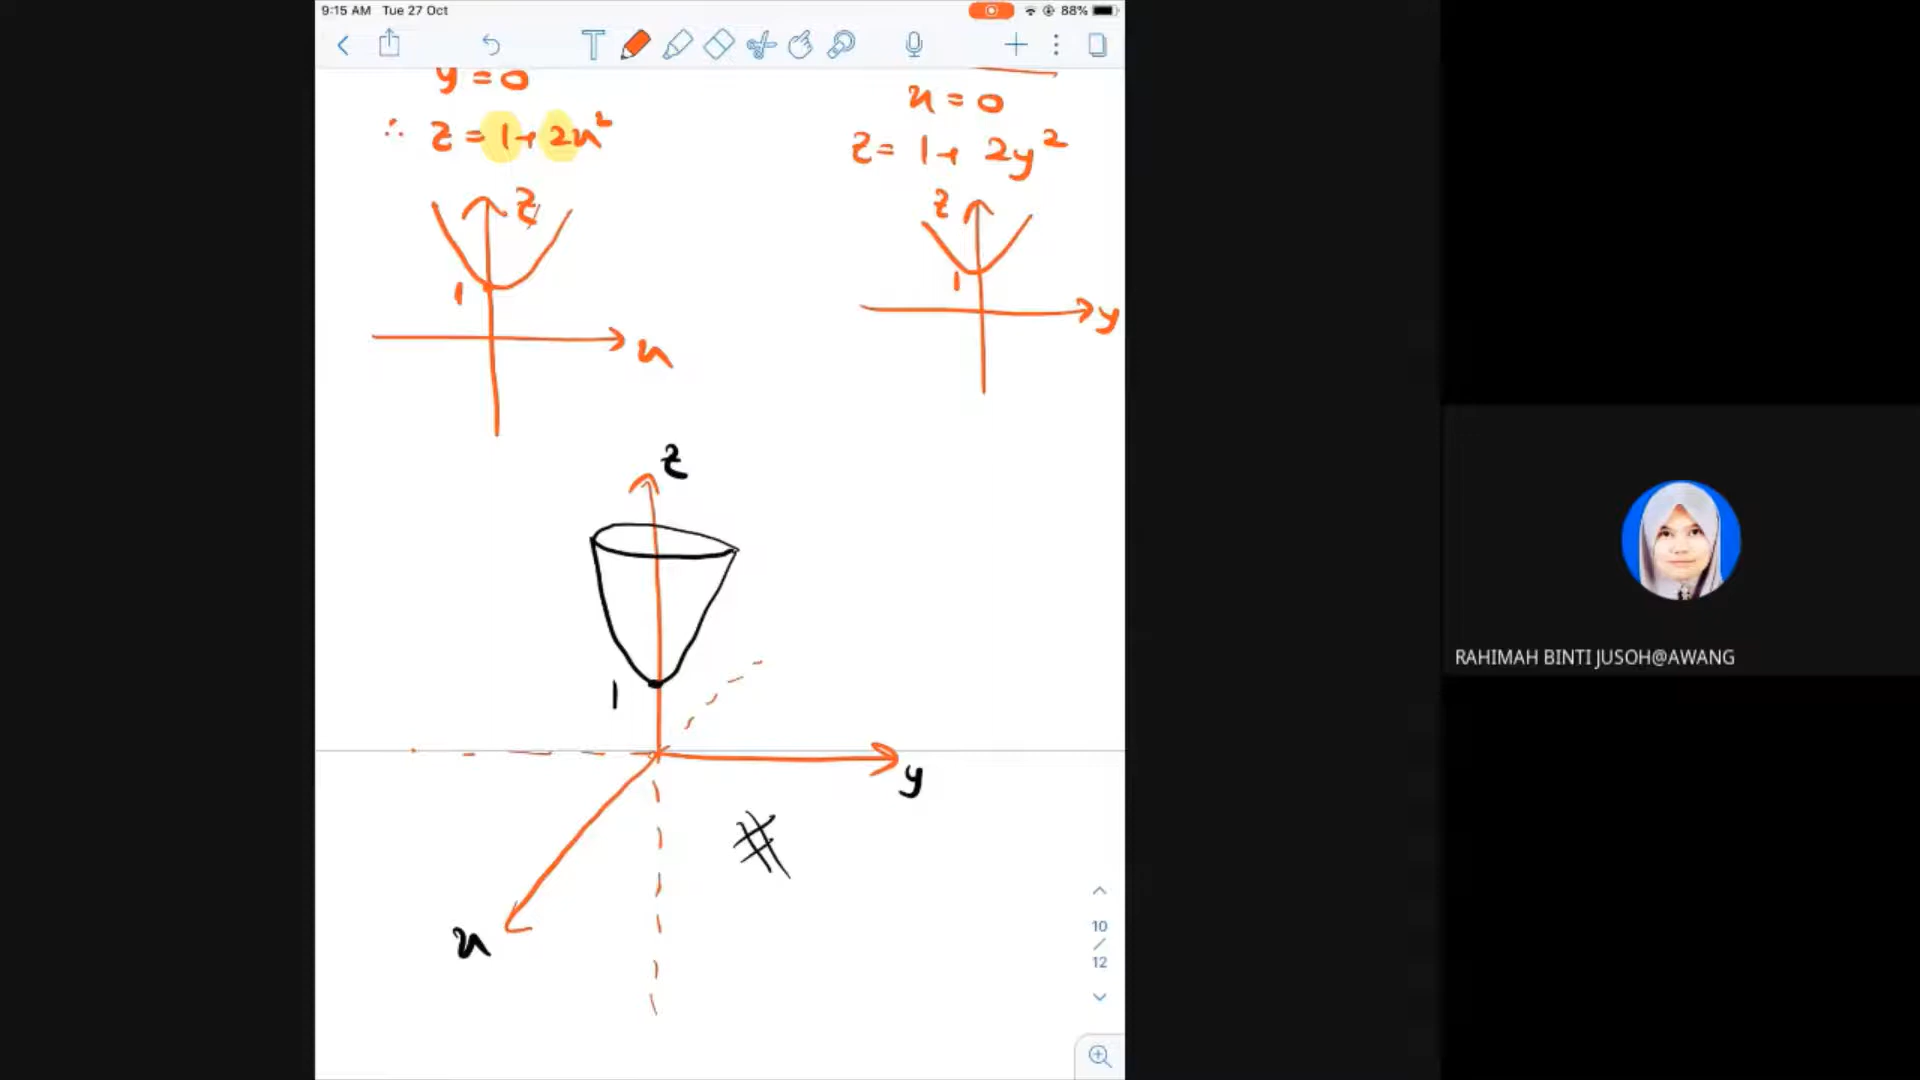 9:15 AM Tue 27 Oct
88%
y = 0
∴ z = 1 + 2x²
x = 0
z = 1 + 2y²
z
1
x
z
1
y
z
1
y
#
x
10
/
12
RAHIMAH BINTI JUSOH@AWANG